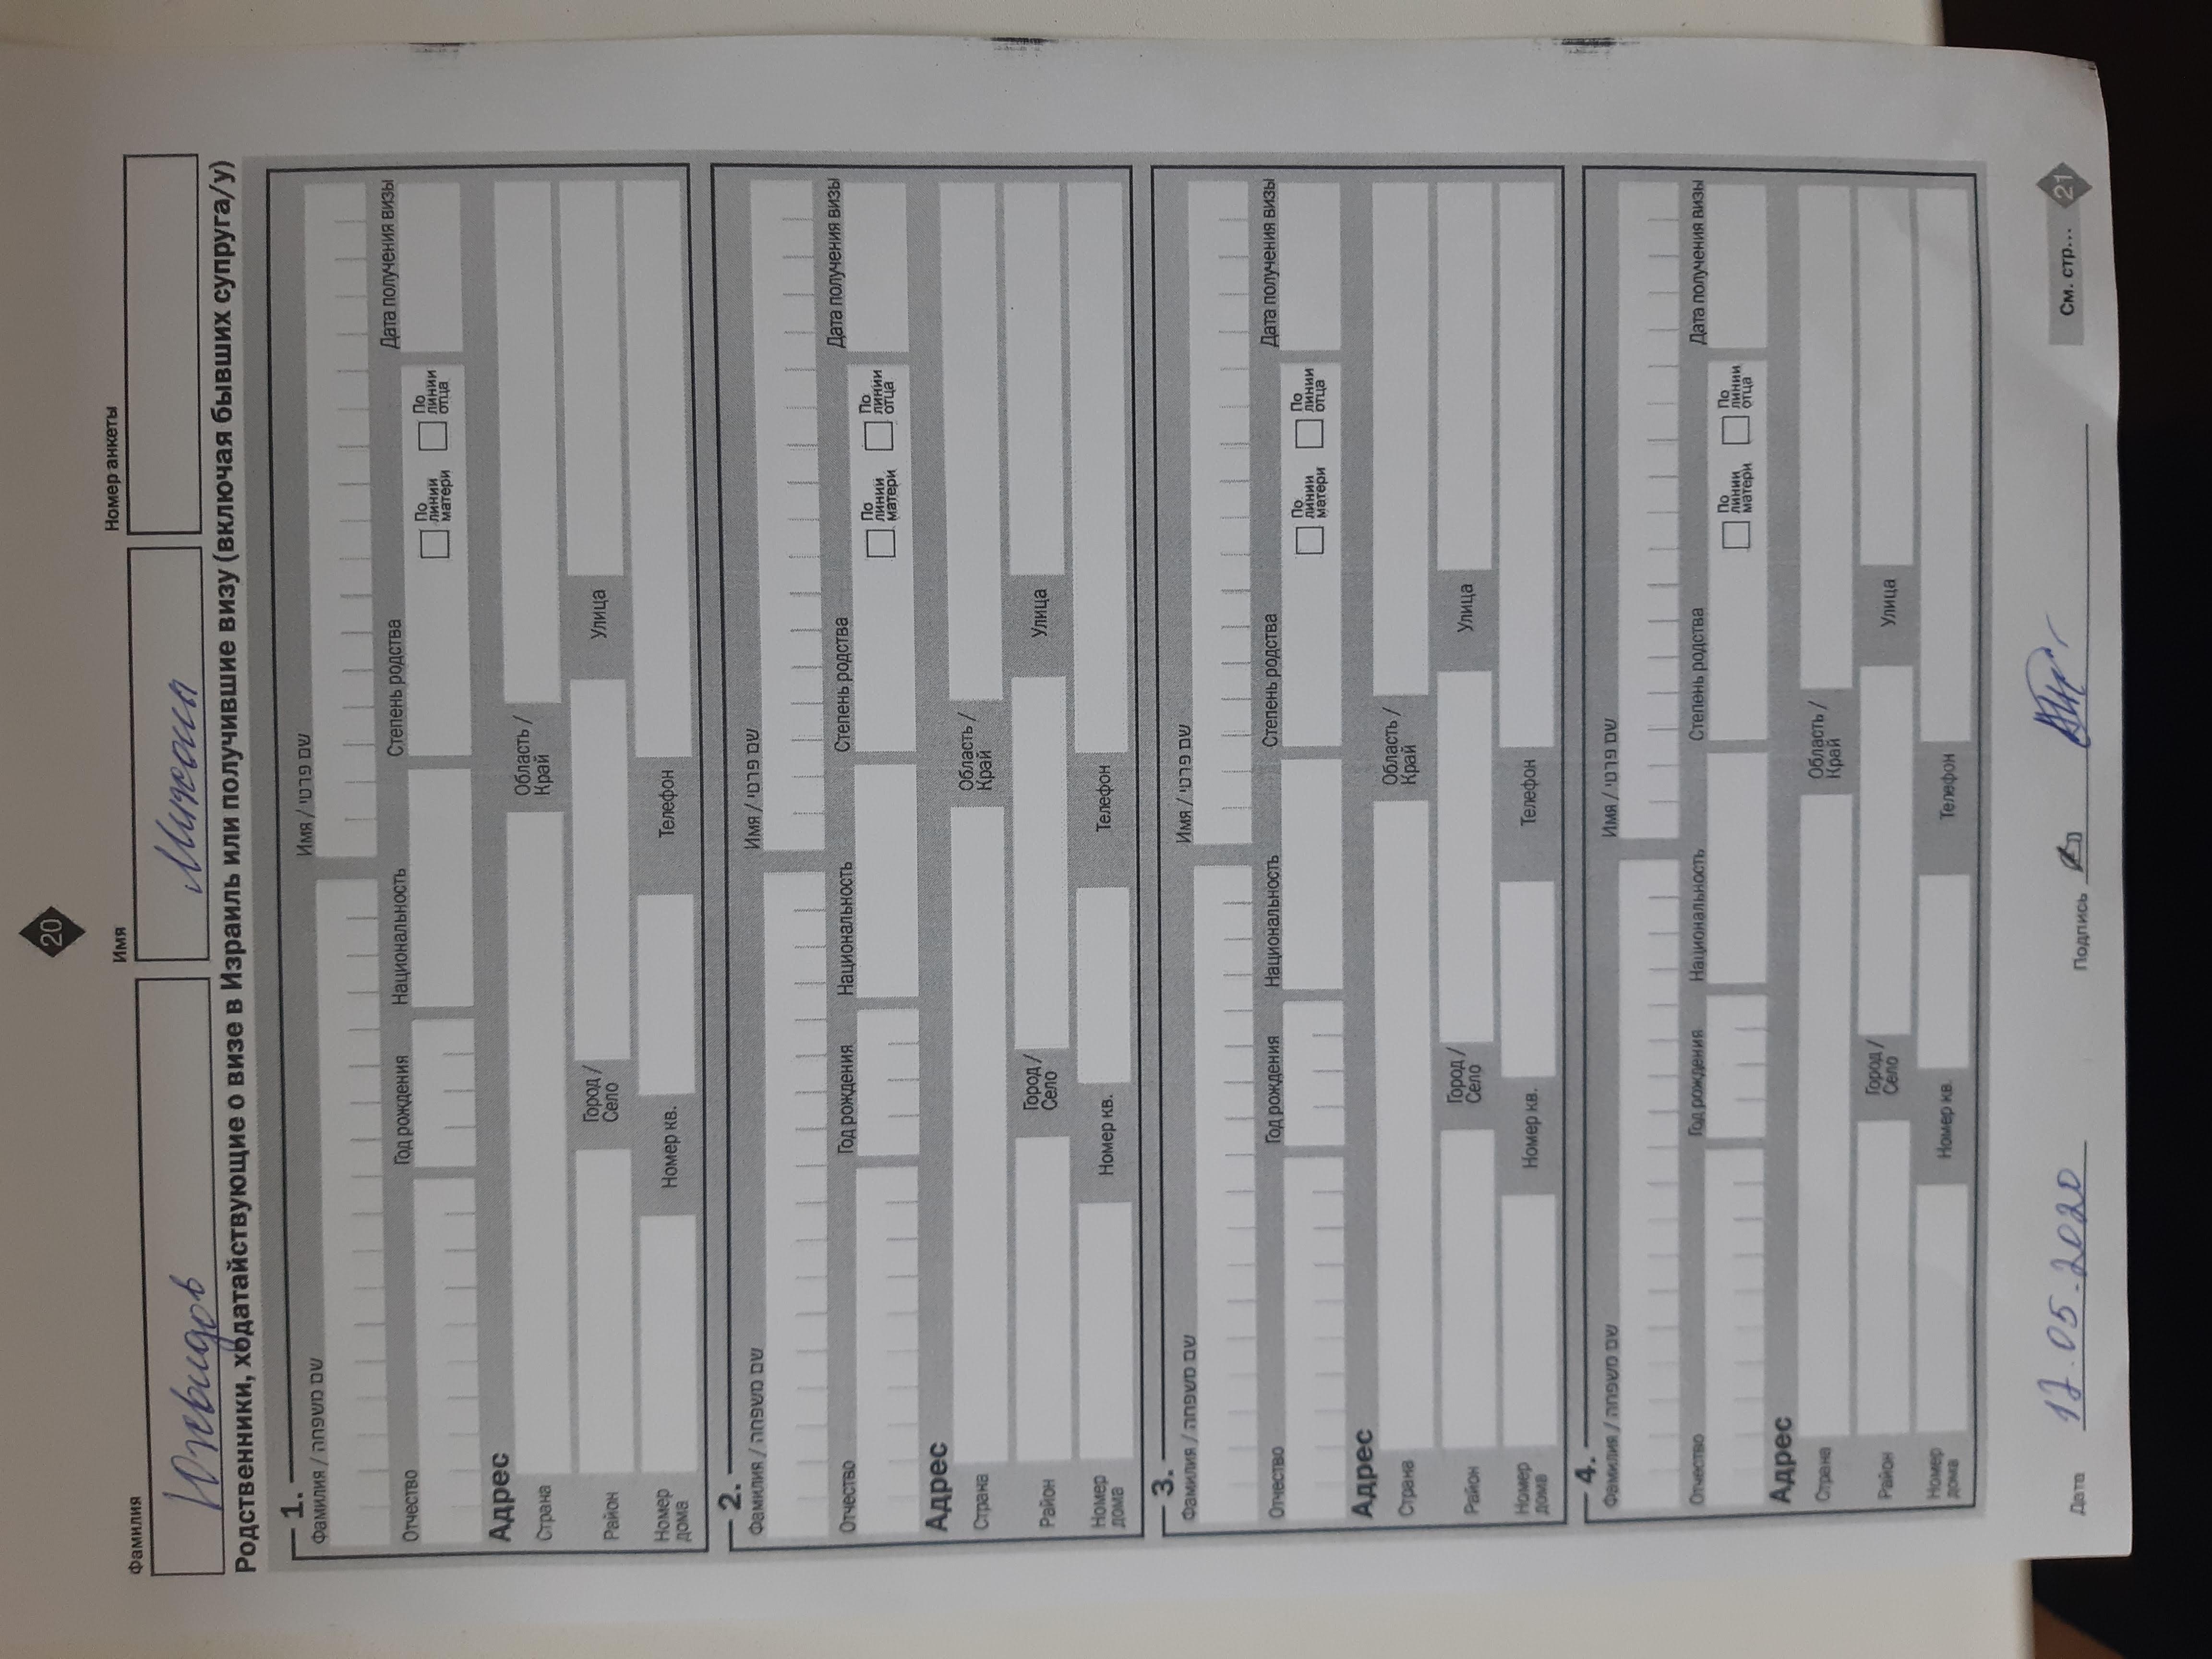 20
Фамилия Имя Номер анкеты
Юхвидов
Родственники, ходатайствующие о визе в Израиль или получившие визу (включая бывших супруга/у)
1.
Фамилия / שם משפחה Имя / שם פרטי
Отчество Год рождения Национальность Степень родства По линии матери По линии отца Дата получения визы
Адрес
Страна Область / Край
Район Город / Село Улица
Номер дома Номер кв. Телефон
2.
Фамилия / שם משפחה Имя / שם פרטי
Отчество Год рождения Национальность Степень родства По линии матери По линии отца Дата получения визы
Адрес
Страна Область / Край
Район Город / Село Улица
Номер дома Номер кв. Телефон
3.
Фамилия / שם משפחה Имя / שם פרטי
Отчество Год рождения Национальность Степень родства По линии матери По линии отца Дата получения визы
Адрес
Страна Область / Край
Район Город / Село Улица
Номер дома Номер кв. Телефон
4.
Фамилия / שם משפחה Имя / שם פרטי
Отчество Год рождения Национальность Степень родства По линии матери По линии отца Дата получения визы
Адрес
Страна Область / Край
Район Город / Село Улица
Номер дома Номер кв. Телефон
Дата 17.05.2020 Подпись См. стр... 21